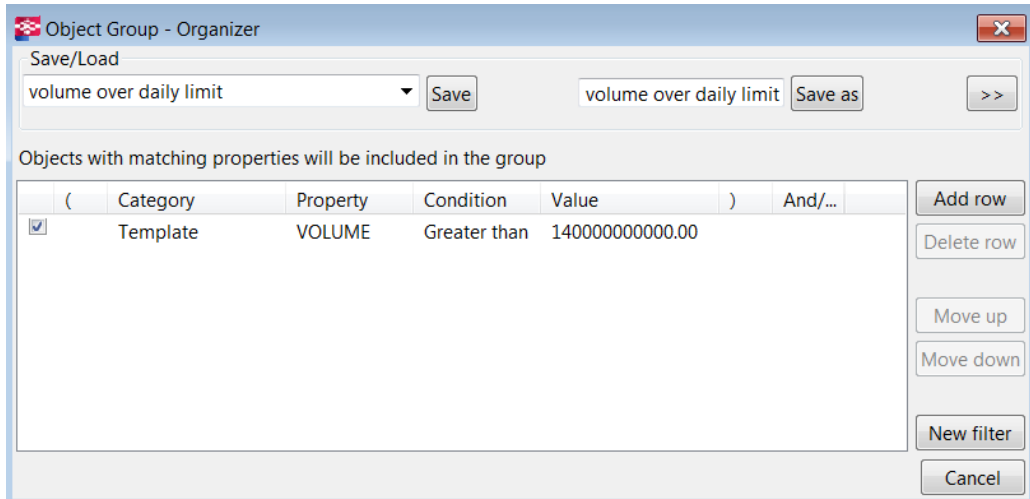 Object Group - Organizer
Save/Load
volume over daily limit Save volume over daily limit Save as >>
Objects with matching properties will be included in the group
( Category Property Condition Value ) And/... Add row
Template VOLUME Greater than 140000000000.00
Delete row
Move up
Move down
New filter
Cancel